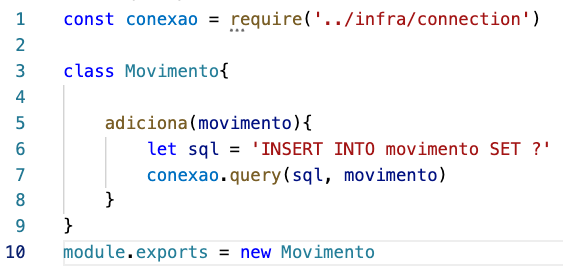 1 const conexao = require('../infra/connection')
2
3 class Movimento{
4
5 adiciona(movimento){
6 let sql = 'INSERT INTO movimento SET ?'
7 conexao.query(sql, movimento)
8 }
9 }
10 module.exports = new Movimento